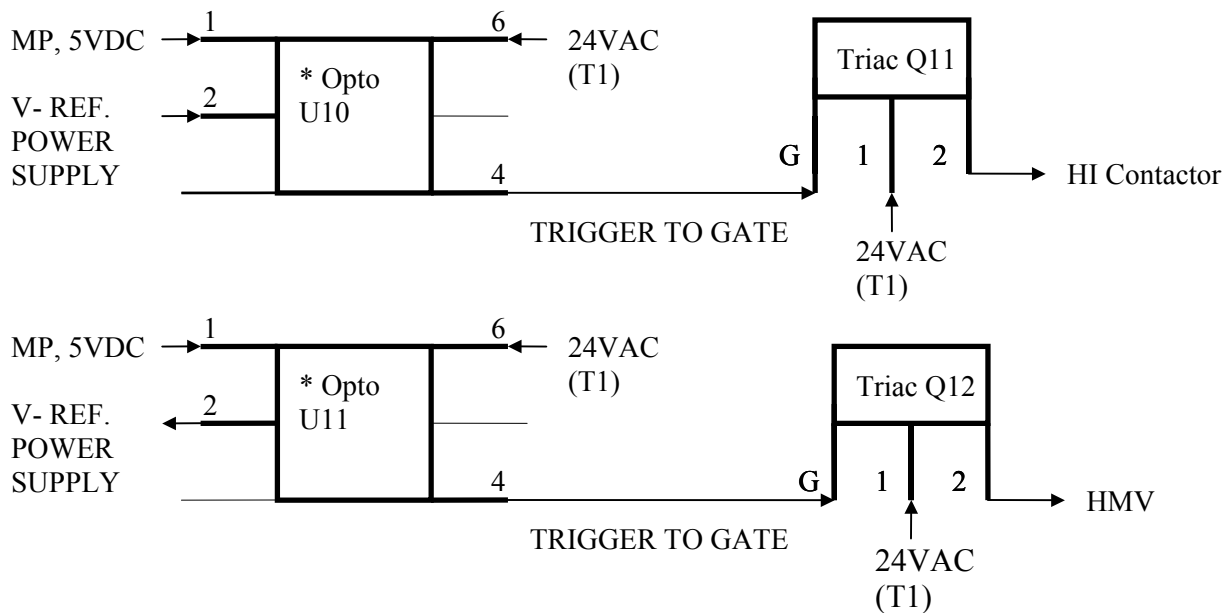 1
6
MP, 5VDC
24VAC
(T1)
* Opto
U10
Triac Q11
2
V- REF.
POWER
SUPPLY
G
1
2
HI Contactor
4
TRIGGER TO GATE
24VAC
(T1)
1
6
MP, 5VDC
24VAC
(T1)
* Opto
U11
Triac Q12
2
V- REF.
POWER
SUPPLY
G
1
2
4
HMV
TRIGGER TO GATE
24VAC
(T1)